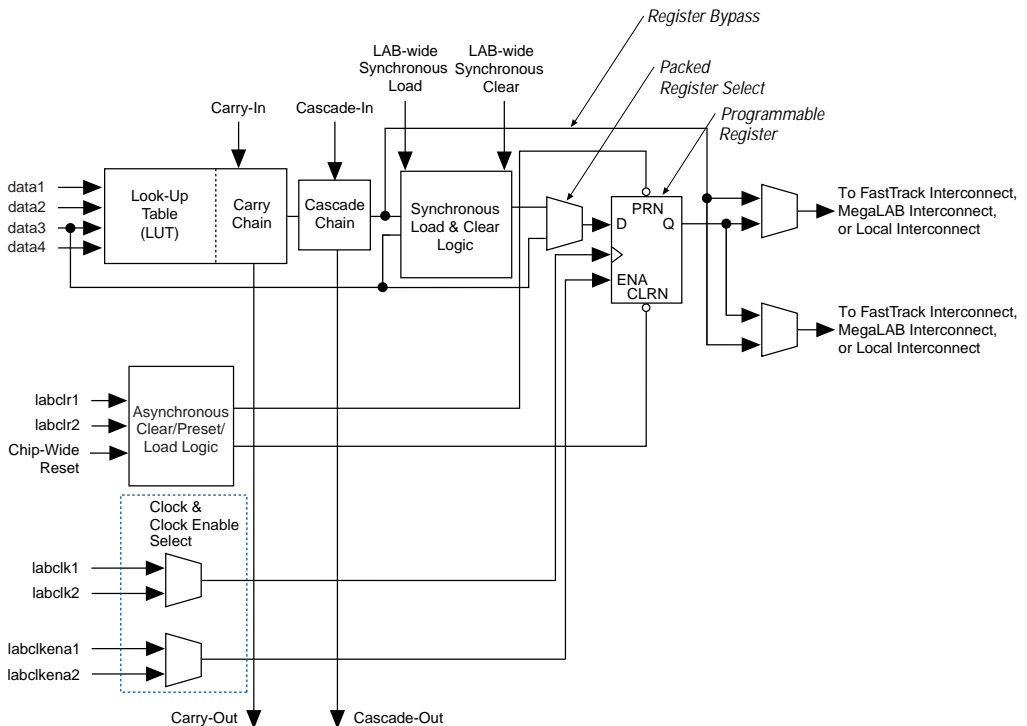 Register Bypass
LAB-wide
Synchronous
Load
LAB-wide
Synchronous
Clear
Packed
Register Select
Carry-In
Cascade-In
Programmable
Register
data1
data2
data3
data4
Look-Up
Table
(LUT)
Carry
Chain
Cascade
Chain
Synchronous
Load & Clear
Logic
PRN
D
Q
ENA
CLRN
To FastTrack Interconnect,
MegaLAB Interconnect,
or Local Interconnect
To FastTrack Interconnect,
MegaLAB Interconnect,
or Local Interconnect
labclr1
labclr2
Chip-Wide
Reset
Asynchronous
Clear/Preset/
Load Logic
Clock &
Clock Enable
Select
labclk1
labclk2
labclkena1
labclkena2
Carry-Out
Cascade-Out